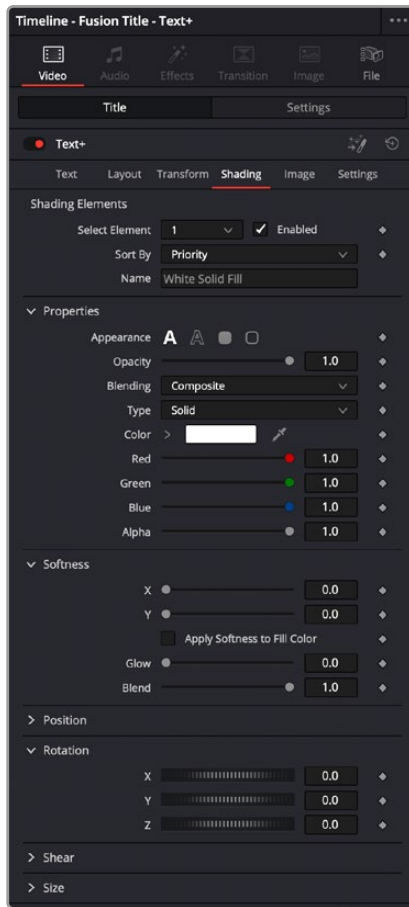 Timeline - Fusion Title - Text+
Video Audio Effects Transition Image File
Title Settings
Text+
Text Layout Transform Shading Image Settings
Shading Elements
Select Element 1 Enabled
Sort By Priority
Name White Solid Fill
Properties
Appearance A A
Opacity 1.0
Blending Composite
Type Solid
Color
Red 1.0
Green 1.0
Blue 1.0
Alpha 1.0
Softness
X 0.0
Y 0.0
Apply Softness to Fill Color
Glow 0.0
Blend 1.0
Position
Rotation
X 0.0
Y 0.0
Z 0.0
Shear
Size